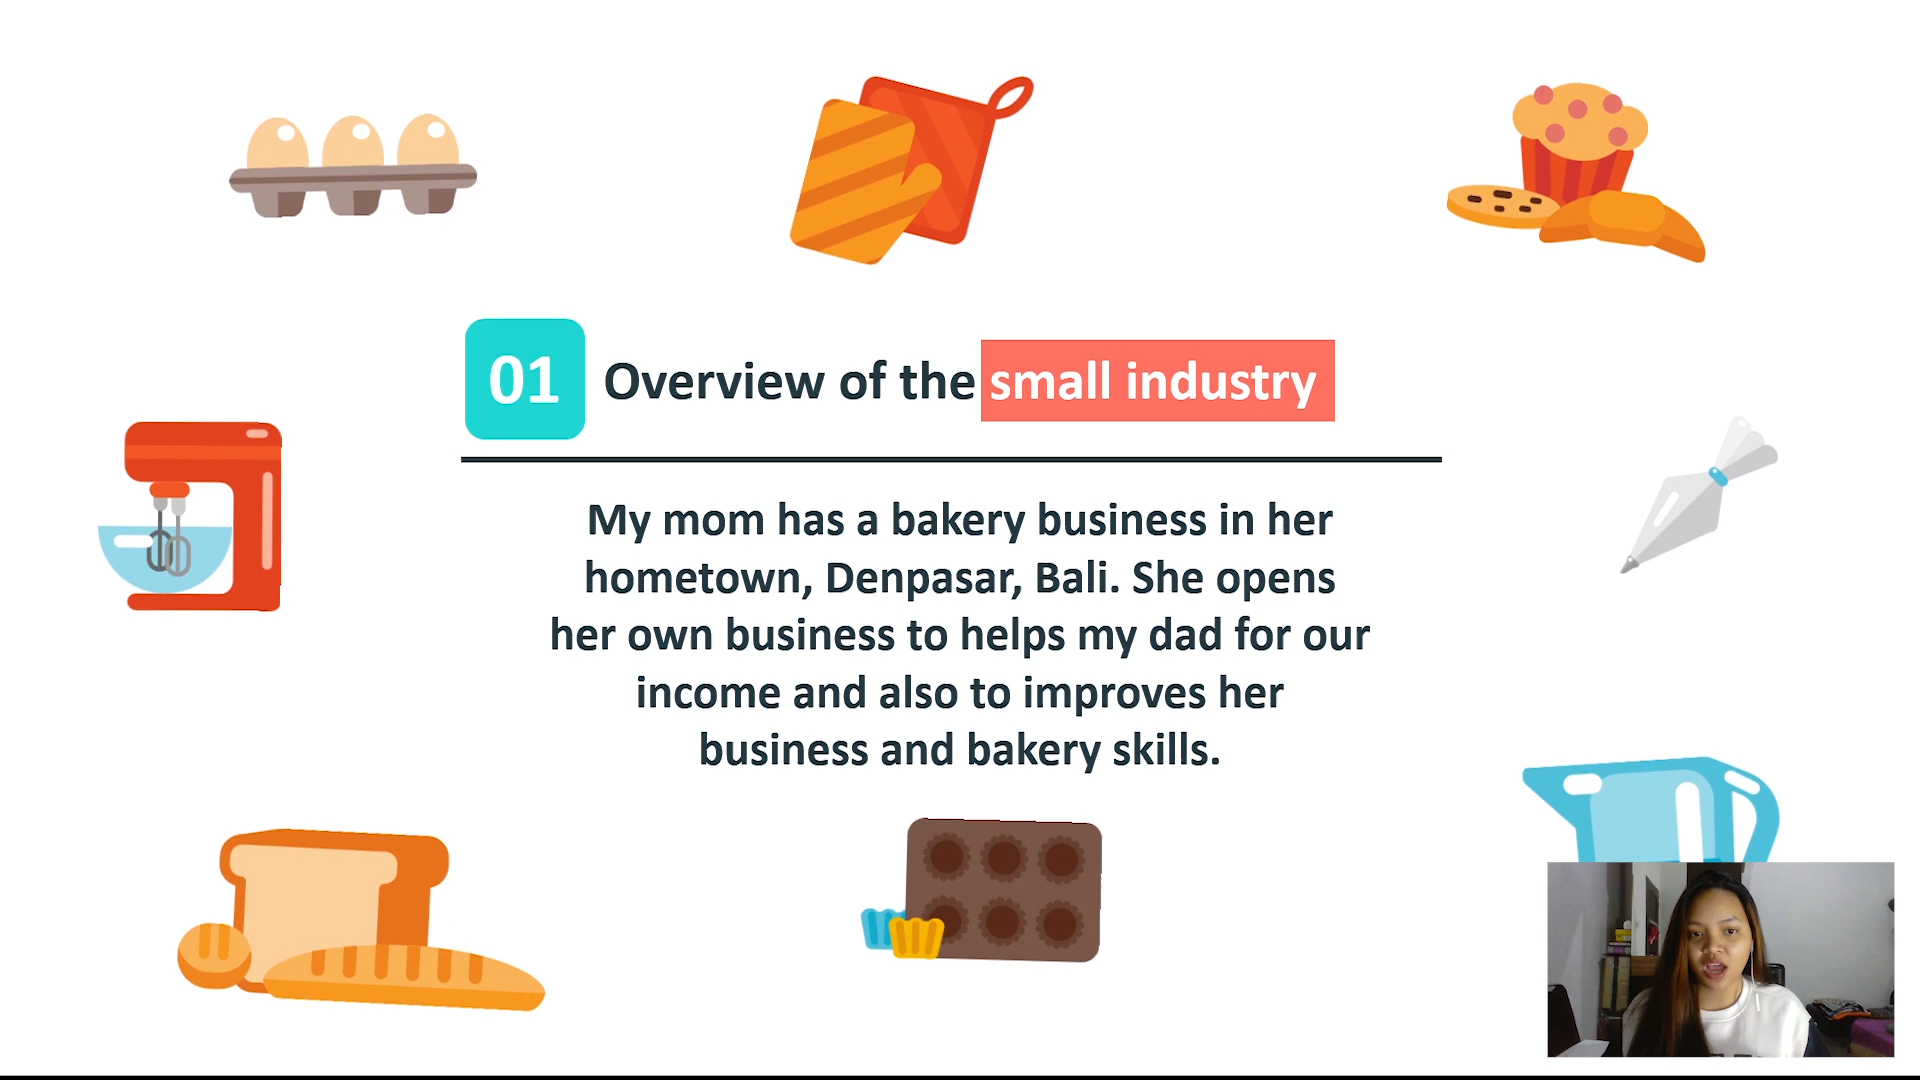 01 Overview of the small industry
My mom has a bakery business in her
hometown, Denpasar, Bali. She opens
her own business to helps my dad for our
income and also to improves her
business and bakery skills.